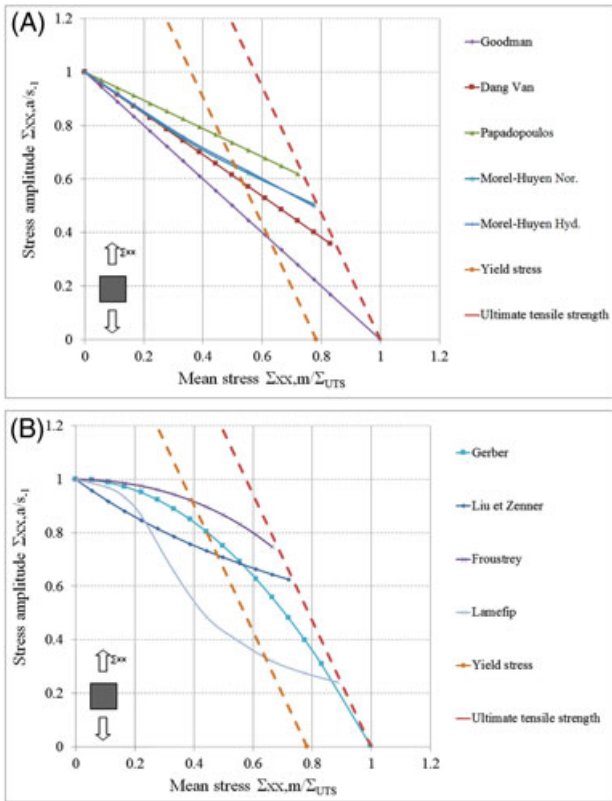 (A)
1.2
1
0.8
0.6
0.4
0.2
0
Stress amplitude Σxx,a/s-1
Σxx
0 0.2 0.4 0.6 0.8 1 1.2
Mean stress Σxx,m/ΣUTS
Goodman
Dang Van
Papadopoulos
Morel-Huyen Nor.
Morel-Huyen Hyd.
Yield stress
Ultimate tensile strength
(B)
1.2
1
0.8
0.6
0.4
0.2
0
Stress amplitude Σxx,a/s-1
Σxx
0 0.2 0.4 0.6 0.8 1 1.2
Mean stress Σxx,m/ΣUTS
Gerber
Liu et Zenner
Froustrey
Lamefip
Yield stress
Ultimate tensile strength